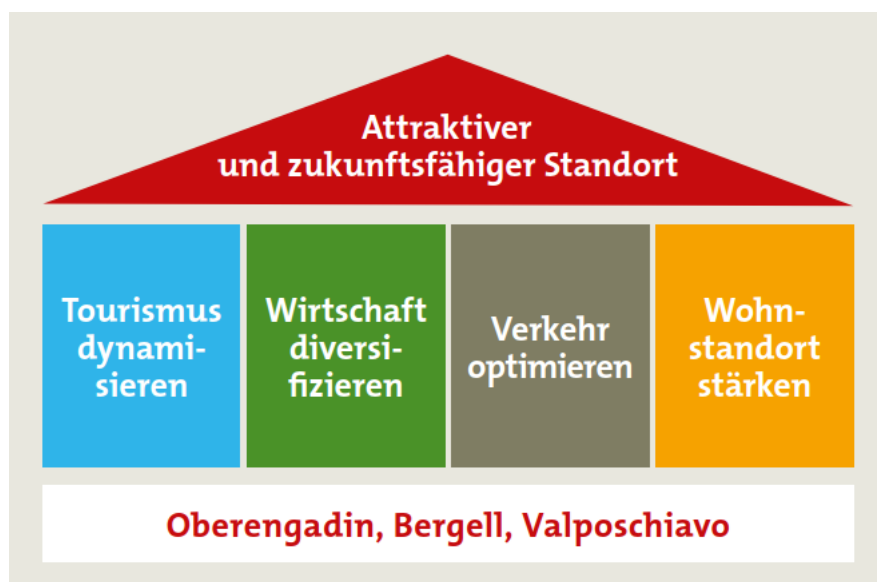 Attraktiver
und zukunftsfähiger Standort
Tourismus
dynami-
sieren
Wirtschaft
diversi-
fizieren
Verkehr
optimieren
Wohn-
standort
stärken
Oberengadin, Bergell, Valposchiavo